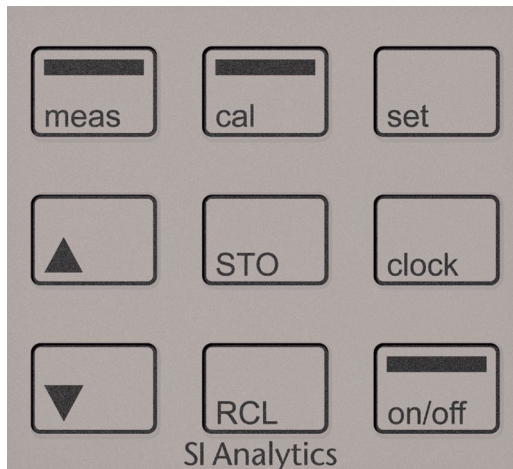 meas cal set
STO clock
RCL on/off
SI Analytics